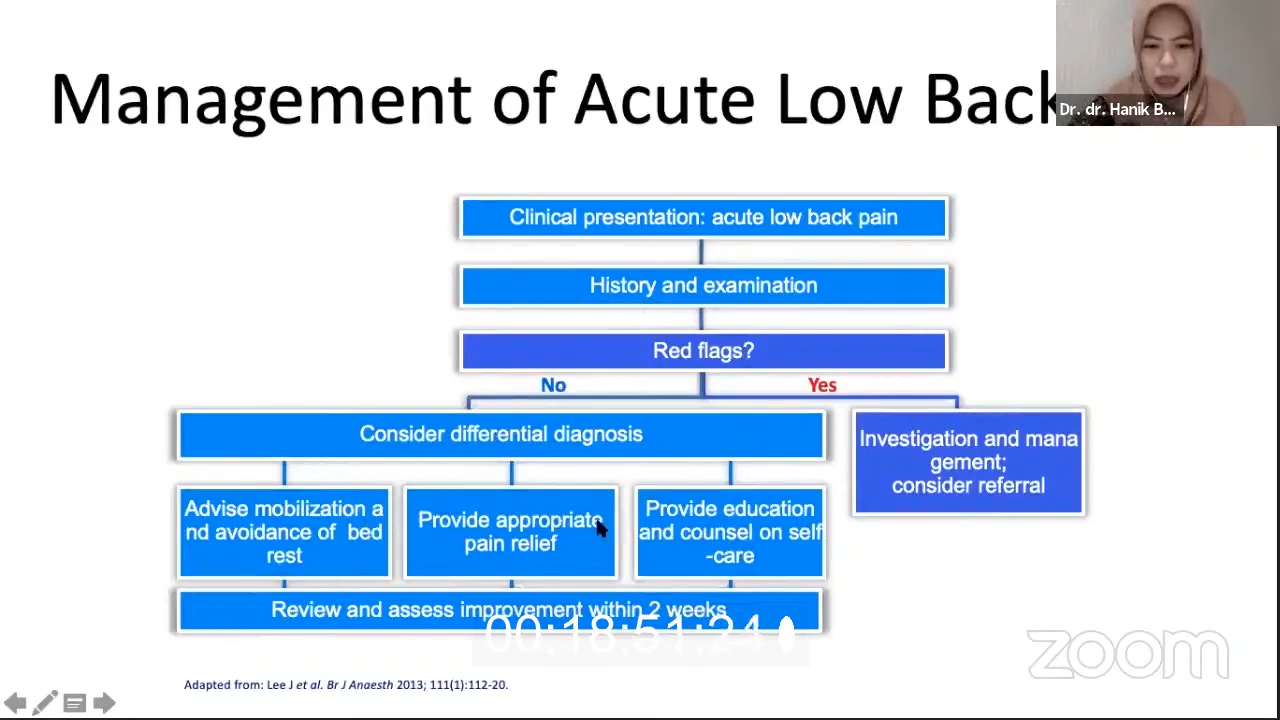 Management of Acute Low Back
Dr. dr. Hanik B...
Clinical presentation: acute low back pain
History and examination
Red flags?
No
Yes
Consider differential diagnosis
Investigation and mana
gement;
consider referral
Advise mobilization a
nd avoidance of bed
rest
Provide appropriate
pain relief
Provide education
and counsel on self
-care
Review and assess improvement within 2 weeks
00:18:51:24
zoom
Adapted from: Lee J et al. Br J Anaesth 2013; 111(1):112-20.